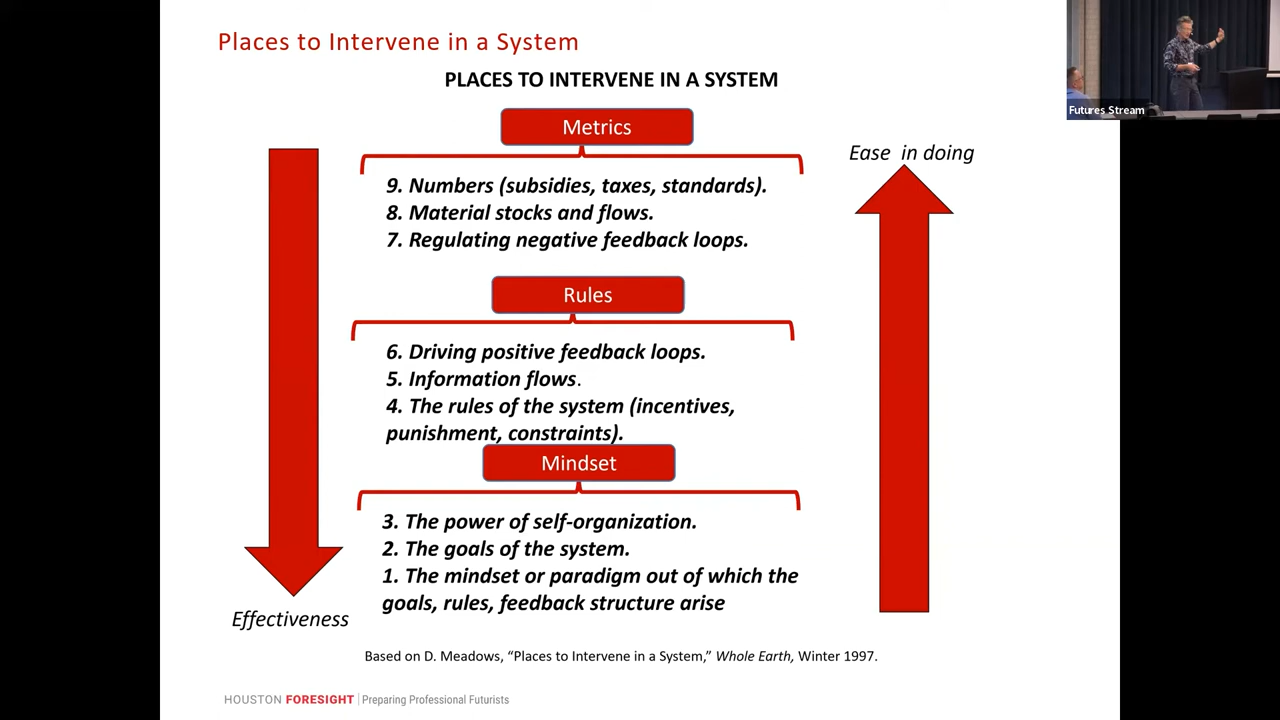 Places to Intervene in a System
PLACES TO INTERVENE IN A SYSTEM
Futures Stream
Metrics
Ease in doing
9. Numbers (subsidies, taxes, standards).
8. Material stocks and flows.
7. Regulating negative feedback loops.
Rules
6. Driving positive feedback loops.
5. Information flows.
4. The rules of the system (incentives,
punishment, constraints).
Mindset
3. The power of self-organization.
2. The goals of the system.
1. The mindset or paradigm out of which the
goals, rules, feedback structure arise
Effectiveness
Based on D. Meadows, “Places to Intervene in a System,” Whole Earth, Winter 1997.
HOUSTON FORESIGHT | Preparing Professional Futurists